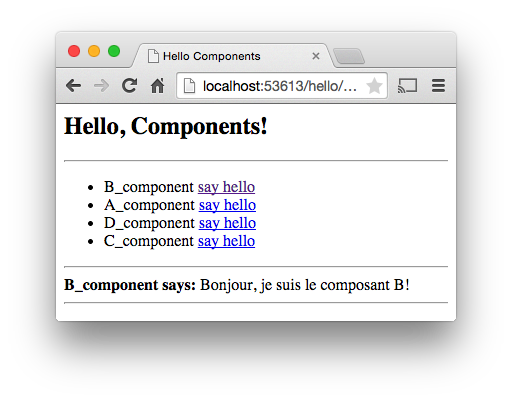 Hello Components
localhost:53613/hello/...
Hello, Components!
B_component say hello
A_component say hello
D_component say hello
C_component say hello
B_component says: Bonjour, je suis le composant B!